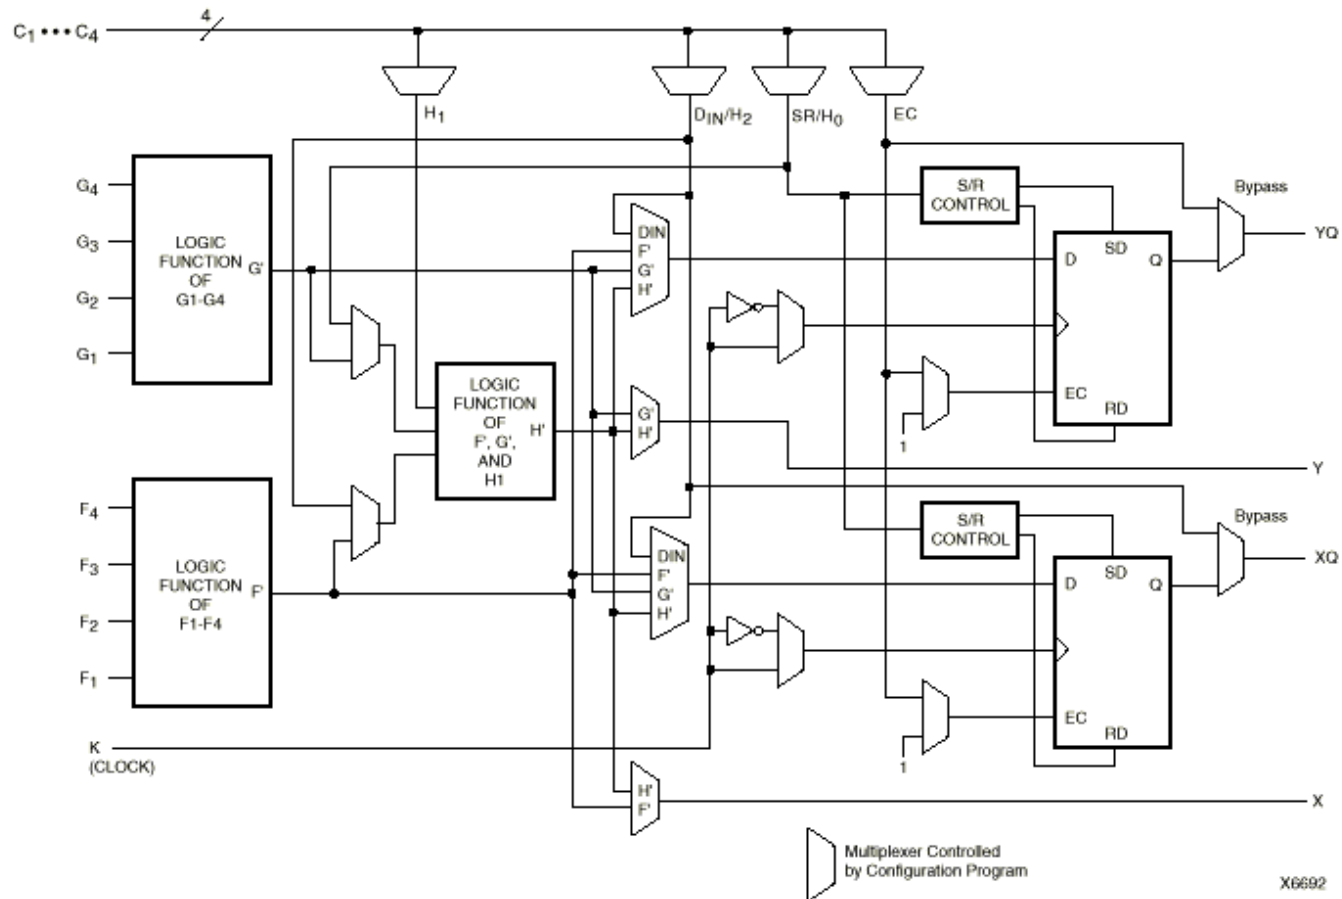 C1 ••• C4
4
H1
DIN/H2
SR/H0
EC
G4
G3
G2
G1
LOGIC
FUNCTION
OF
G1-G4
G'
DIN
F'
G'
H'
S/R
CONTROL
Bypass
D
SD
Q
YQ
EC
RD
1
LOGIC
FUNCTION
OF
F', G',
AND
H1
H'
G'
H'
Y
F4
F3
F2
F1
LOGIC
FUNCTION
OF
F1-F4
F'
DIN
F'
G'
H'
S/R
CONTROL
Bypass
D
SD
Q
XQ
EC
RD
1
K
(CLOCK)
H'
F'
X
Multiplexer Controlled
by Configuration Program
X6692